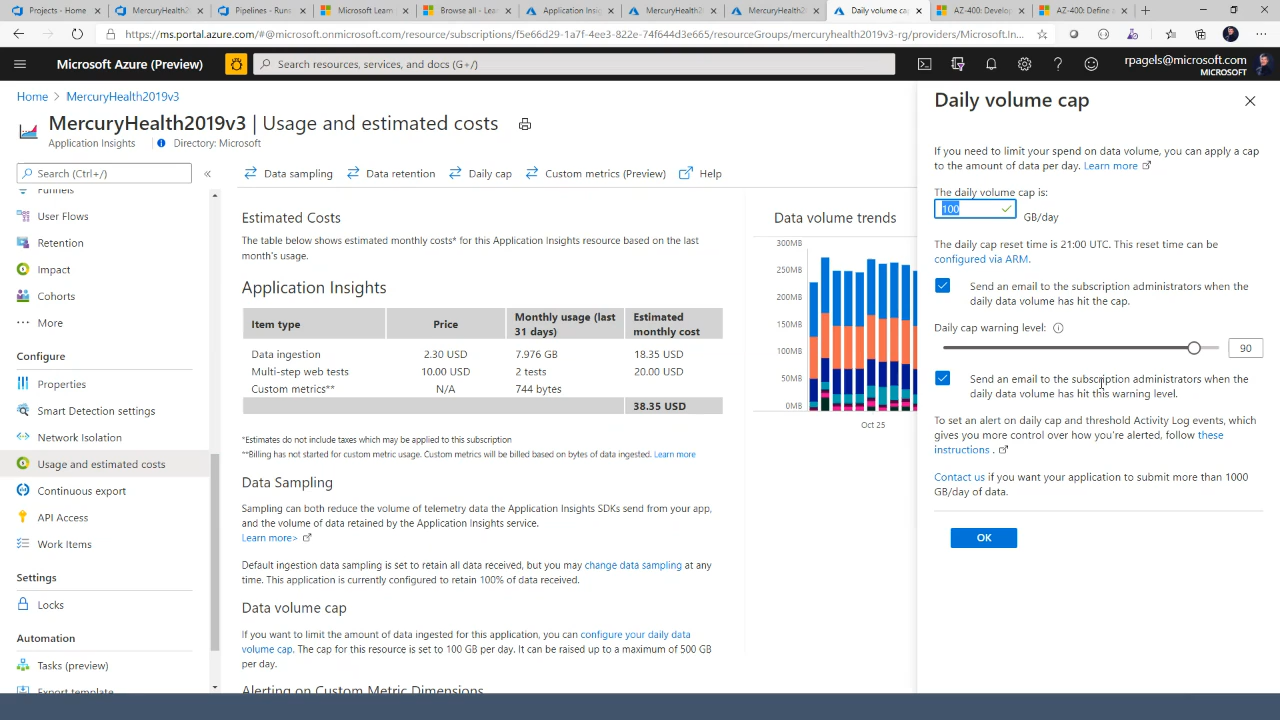 Projects - Home
MercuryHealth2
Pipelines - Runs
Microsoft Learn
Browse all - Lea
Application Insig
MercuryHealth2
MercuryHealth2
Daily volume cap
AZ-400: Develop
AZ-400: Define a
https://ms.portal.azure.com/#@microsoft.onmicrosoft.com/resource/subscriptions/f5e66d29-1a7f-4ee3-822e-74f644d3e665/resourceGroups/mercuryhealth2019v3-rg/providers/Microsoft.In...
Microsoft Azure (Preview)
Search resources, services, and docs (G+/)
rpagels@microsoft.com
MICROSOFT
Home > MercuryHealth2019v3
MercuryHealth2019v3 | Usage and estimated costs
Application Insights
Directory: Microsoft
Search (Ctrl+/)
Funnels
User Flows
Retention
Impact
Cohorts
More
Configure
Properties
Smart Detection settings
Network Isolation
Usage and estimated costs
Continuous export
API Access
Work Items
Settings
Locks
Automation
Tasks (preview)
Export template
Data sampling
Data retention
Daily cap
Custom metrics (Preview)
Help
Estimated Costs
The table below shows estimated monthly costs* for this Application Insights resource based on the last
month's usage.
Application Insights
Item type Price Monthly usage (last 31 days) Estimated monthly cost
Data ingestion 2.30 USD 7.976 GB 18.35 USD
Multi-step web tests 10.00 USD 2 tests 20.00 USD
Custom metrics** N/A 744 bytes
38.35 USD
*Estimates do not include taxes which may be applied to this subscription
**Billing has not started for custom metric usage. Custom metrics will be billed based on bytes of data ingested. Learn more
Data Sampling
Sampling can both reduce the volume of telemetry data the Application Insights SDKs send from your app,
and the volume of data retained by the Application Insights service.
Learn more>
Default ingestion data sampling is set to retain all data received, but you may change data sampling at any
time. This application is currently configured to retain 100% of data received.
Data volume cap
If you want to limit the amount of data ingested for this application, you can configure your daily data
volume cap. The cap for this resource is set to 100 GB per day. It can be raised up to a maximum of 500 GB
per day.
Alerting on Custom Metric Dimensions
Data volume trends
300MB
250MB
200MB
150MB
100MB
50MB
0MB
Oct 25
Daily volume cap
If you need to limit your spend on data volume, you can apply a cap
to the amount of data per day. Learn more
The daily volume cap is:
100
GB/day
The daily cap reset time is 21:00 UTC. This reset time can be
configured via ARM.
Send an email to the subscription administrators when the
daily data volume has hit the cap.
Daily cap warning level:
90
Send an email to the subscription administrators when the
daily data volume has hit this warning level.
To set an alert on daily cap and threshold Activity Log events, which
gives you more control over how you're alerted, follow these
instructions .
Contact us if you want your application to submit more than 1000
GB/day of data.
OK